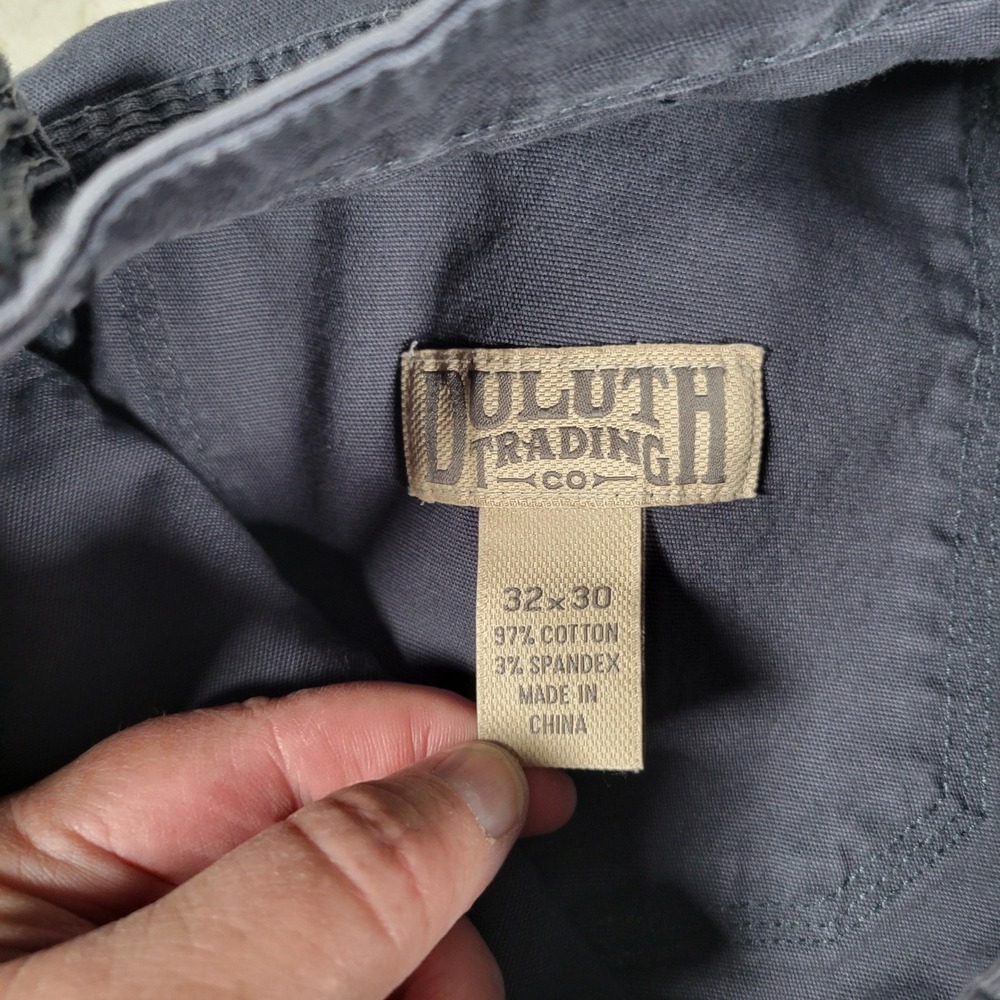 DULUTH
TRADING
CO
32x30
97% COTTON
3% SPANDEX
MADE IN
CHINA